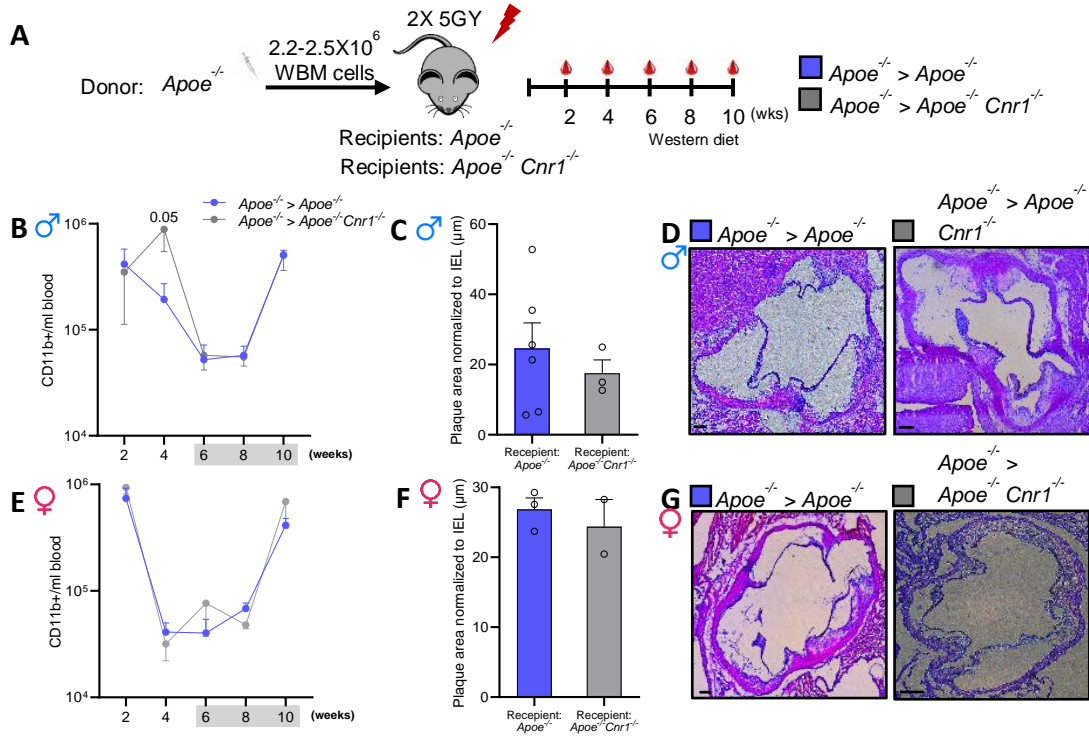 A
Donor: Apoe-/-
2.2-2.5X10^6
WBM cells
2X 5GY
Recipients: Apoe-/-
Recipients: Apoe-/- Cnr1-/-
2 4 6 8 10 (wks)
Western diet
Apoe-/- > Apoe-/-
Apoe-/- > Apoe-/- Cnr1-/-
B ♂
Apoe-/- > Apoe-/-
Apoe-/- > Apoe-/-Cnr1-/-
CD11b+/ml blood
10^6
10^5
10^4
0.05
2 4 6 8 10 (weeks)
C ♂
Plaque area normalized to IEL (µm)
60
40
20
0
Recepient: Apoe-/-
Recepient: Apoe-/-Cnr1-/-
D ♂
Apoe-/- > Apoe-/-
Apoe-/- > Apoe-/-
Cnr1-/-
E ♀
CD11b+/ml blood
10^6
10^5
10^4
2 4 6 8 10 (weeks)
F ♀
Plaque area normalized to IEL (µm)
30
20
10
0
Recepient: Apoe-/-
Recepient: Apoe-/-Cnr1-/-
G ♀
Apoe-/- > Apoe-/-
Apoe-/- >
Apoe-/- Cnr1-/-